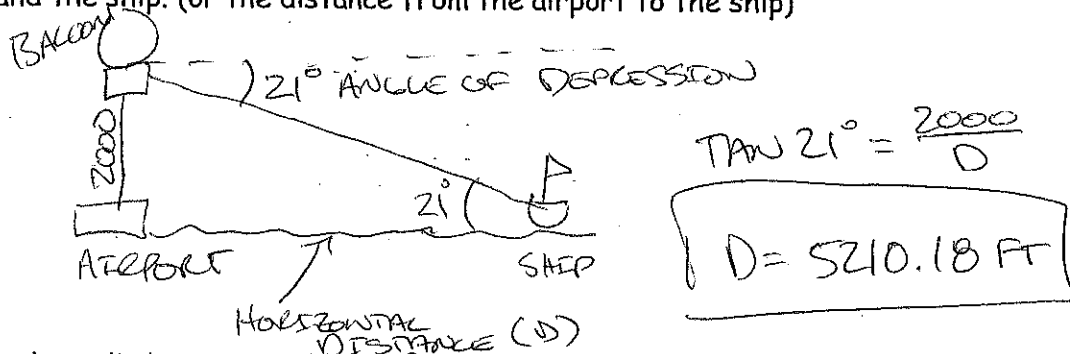 and the ship. (or the distance from the airport to the ship)
BALOON
21° ANGLE OF DEPRESSION
2000
TAN 21° = 2000/D
21°
AIRPORT
SHIP
D = 5210.18 FT
HORIZONTAL
DISTANCE (D)